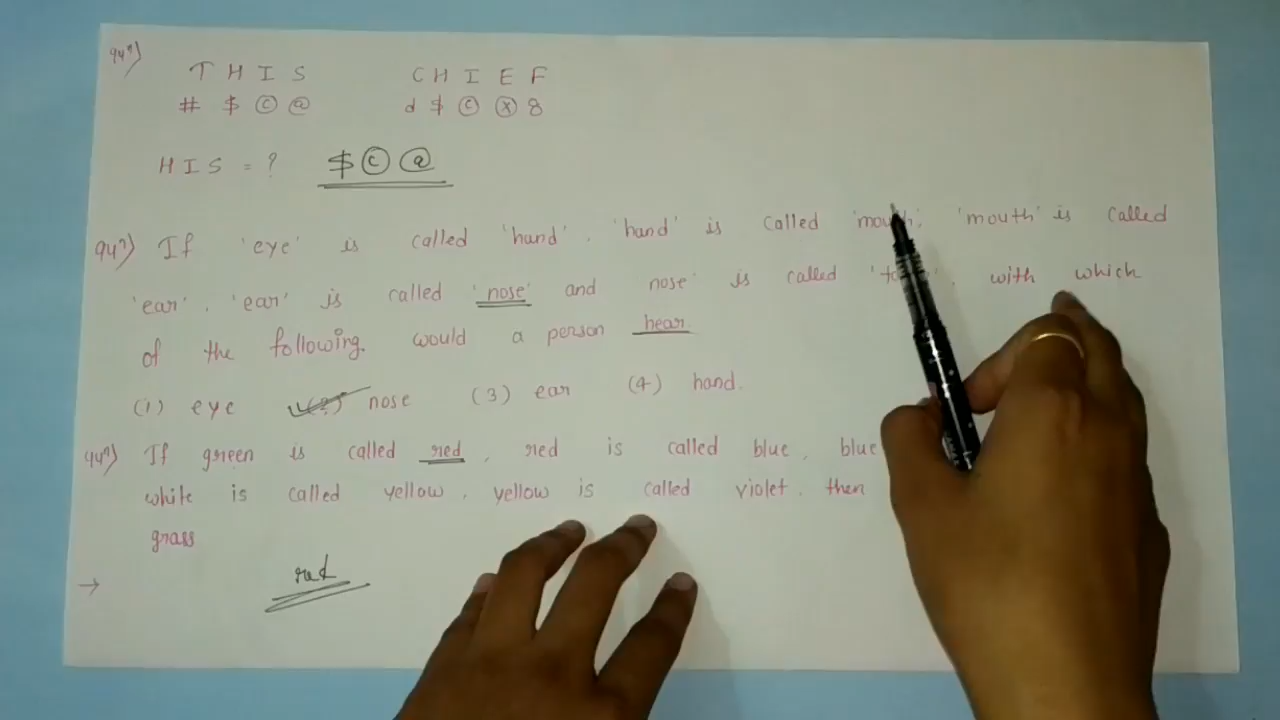 T H I S C H I E F
# $ © @ d $ © ⊗ 8
H I S = ? $ © @
If 'eye' is called 'hand', 'hand' is called 'mouth', 'mouth' is called
'ear', 'ear' is called 'nose' and nose' is called with which
of the following. would a person hear
(1) eye (2) nose (3) ear (4) hand.
If green is called red, red is called blue, blue
white is called yellow, yellow is called violet. then
grass
→ red